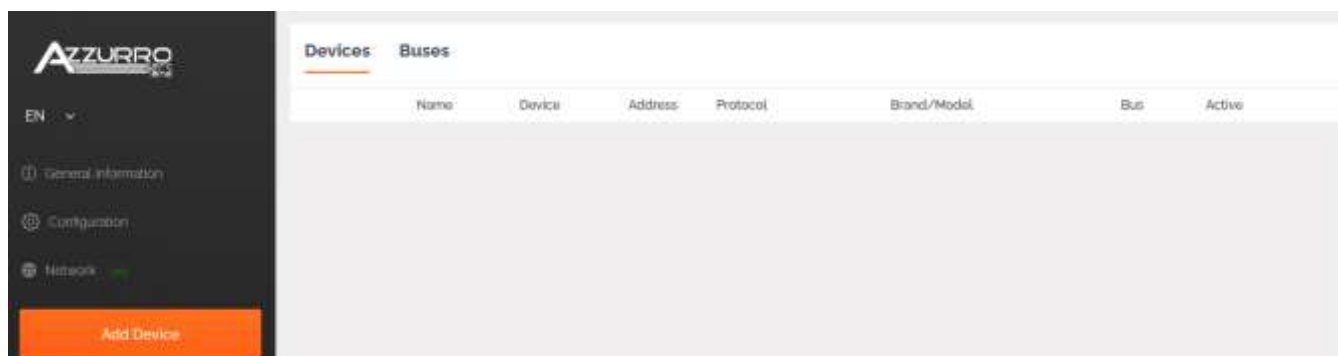 AZZURRO
Devices Buses
Name Device Address Protocol Brand/Model Bus Active
EN
General Information
Configuration
Network
Add Device